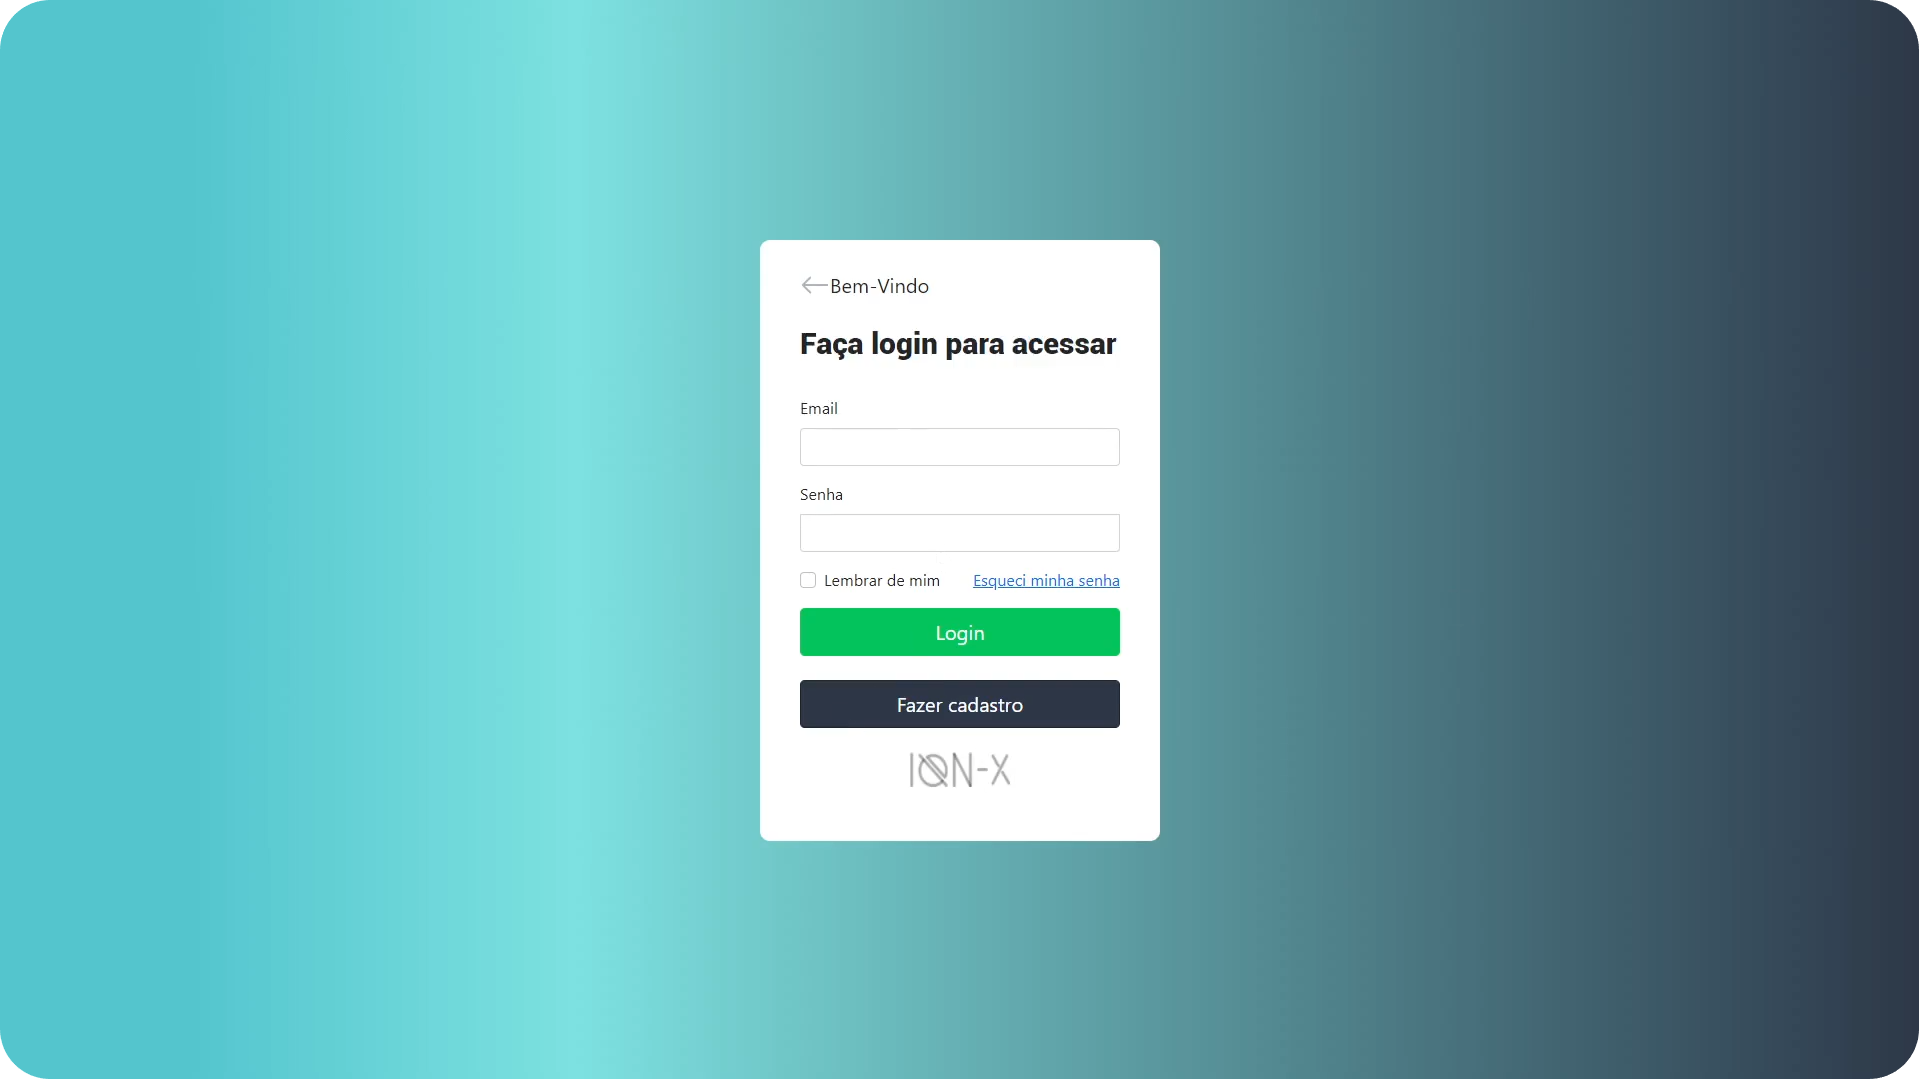 Bem-Vindo
Faça login para acessar
Email
Senha
Lembrar de mim Esqueci minha senha
Login
Fazer cadastro
ION-X